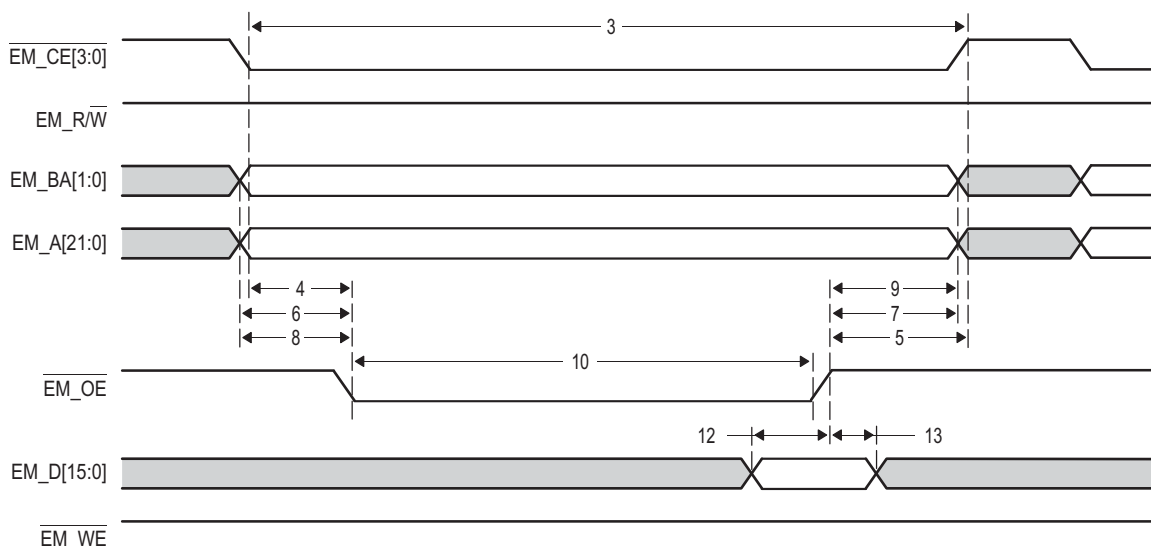 3
EM_CE[3:0]
EM_R/W
EM_BA[1:0]
EM_A[21:0]
4 9
6 7
8 5
10
EM_OE
12 13
EM_D[15:0]
EM_WE